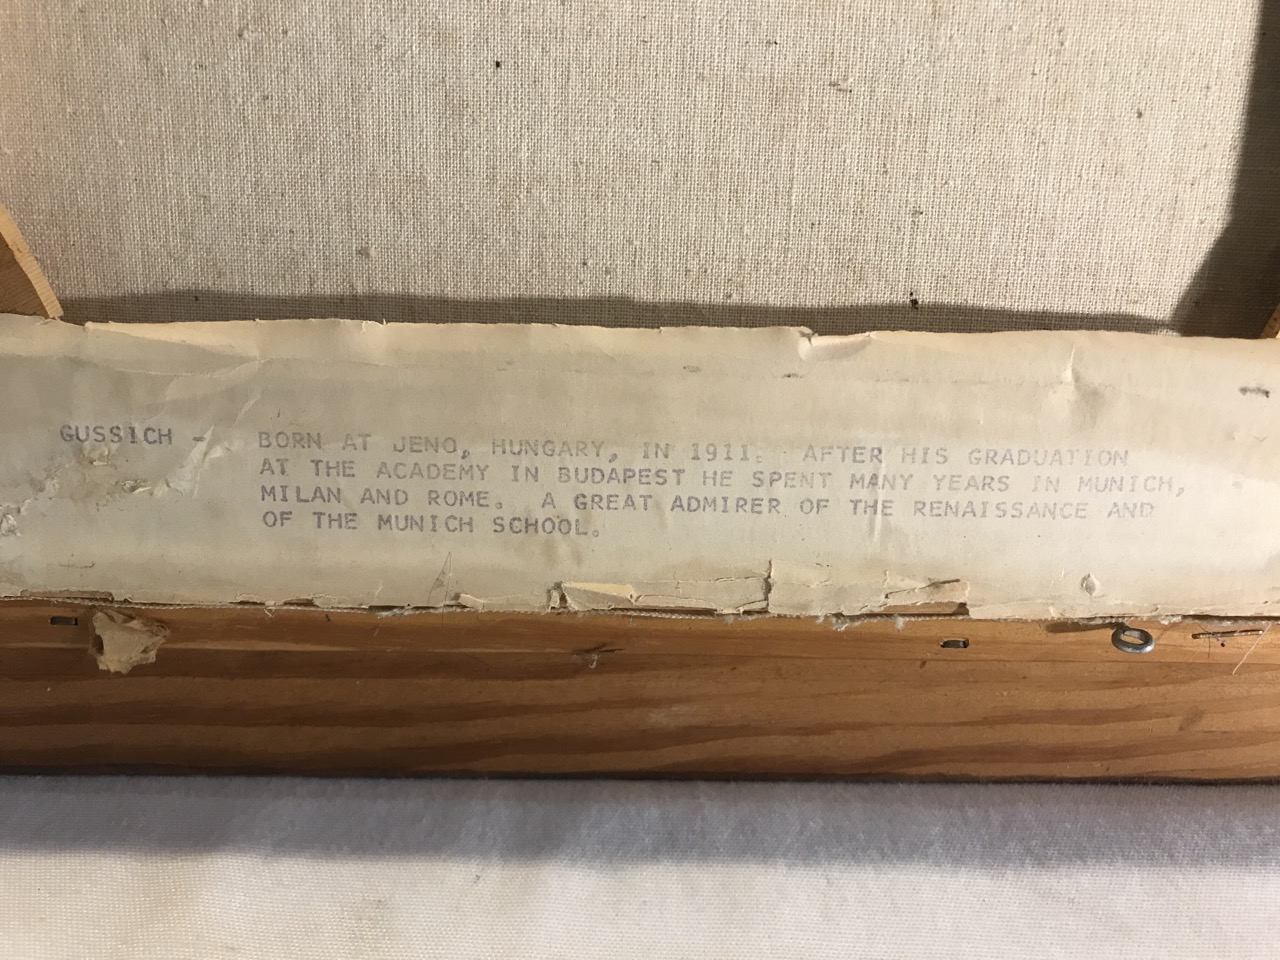 GUSSICH - BORN AT JENO, HUNGARY, IN 1911. AFTER HIS GRADUATION
AT THE ACADEMY IN BUDAPEST HE SPENT MANY YEARS IN MUNICH,
MILAN AND ROME. A GREAT ADMIRER OF THE RENAISSANCE AND
OF THE MUNICH SCHOOL.